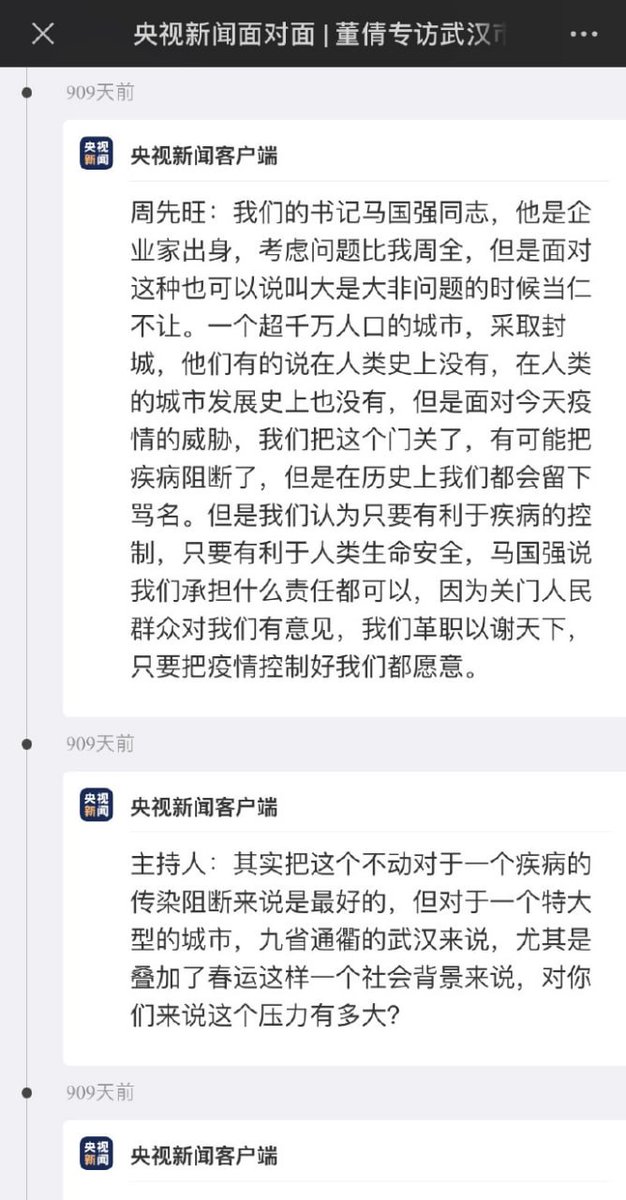 央视新闻面对面 | 董倩专访武汉市
909天前
央视新闻
央视新闻客户端
周先旺：我们的书记马国强同志，他是企
业家出身，考虑问题比我周全，但是面对
这种也可以说叫大是大非问题的时候当仁
不让。一个超千万人口的城市，采取封
城，他们有的说在人类史上没有，在人类
的城市发展史上也没有，但是面对今天疫
情的威胁，我们把这个门关了，有可能把
疾病阻断了，但是在历史上我们都会留下
骂名。但是我们认为只要有利于疾病的控
制，只要有利于人类生命安全，马国强说
我们承担什么责任都可以，因为关门人民
群众对我们有意见，我们革职以谢天下，
只要把疫情控制好我们都愿意。
909天前
央视新闻
央视新闻客户端
主持人：其实把这个不动对于一个疾病的
传染阻断来说是最好的，但对于一个特大
型的城市，九省通衢的武汉来说，尤其是
叠加了春运这样一个社会背景来说，对你
们来说这个压力有多大?
909天前
央视新闻
央视新闻客户端